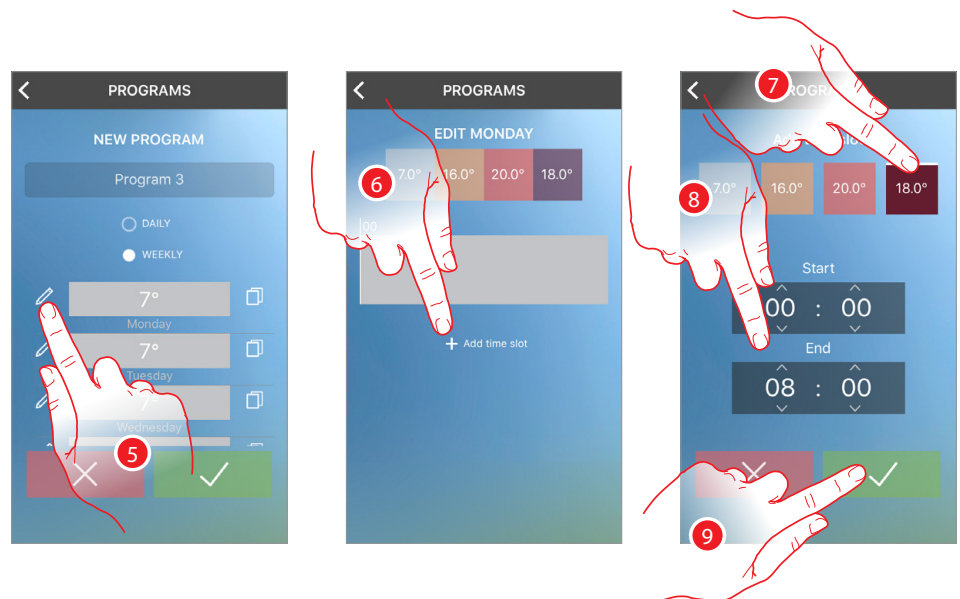 PROGRAMS
NEW PROGRAM
Program 3
DAILY
WEEKLY
7°
Monday
7°
Tuesday
7°
Wednesday
5
PROGRAMS
EDIT MONDAY
7.0° 16.0° 20.0° 18.0°
6
00
+ Add time slot
7
8
7.0° 16.0° 20.0° 18.0°
Start
00 : 00
End
08 : 00
9